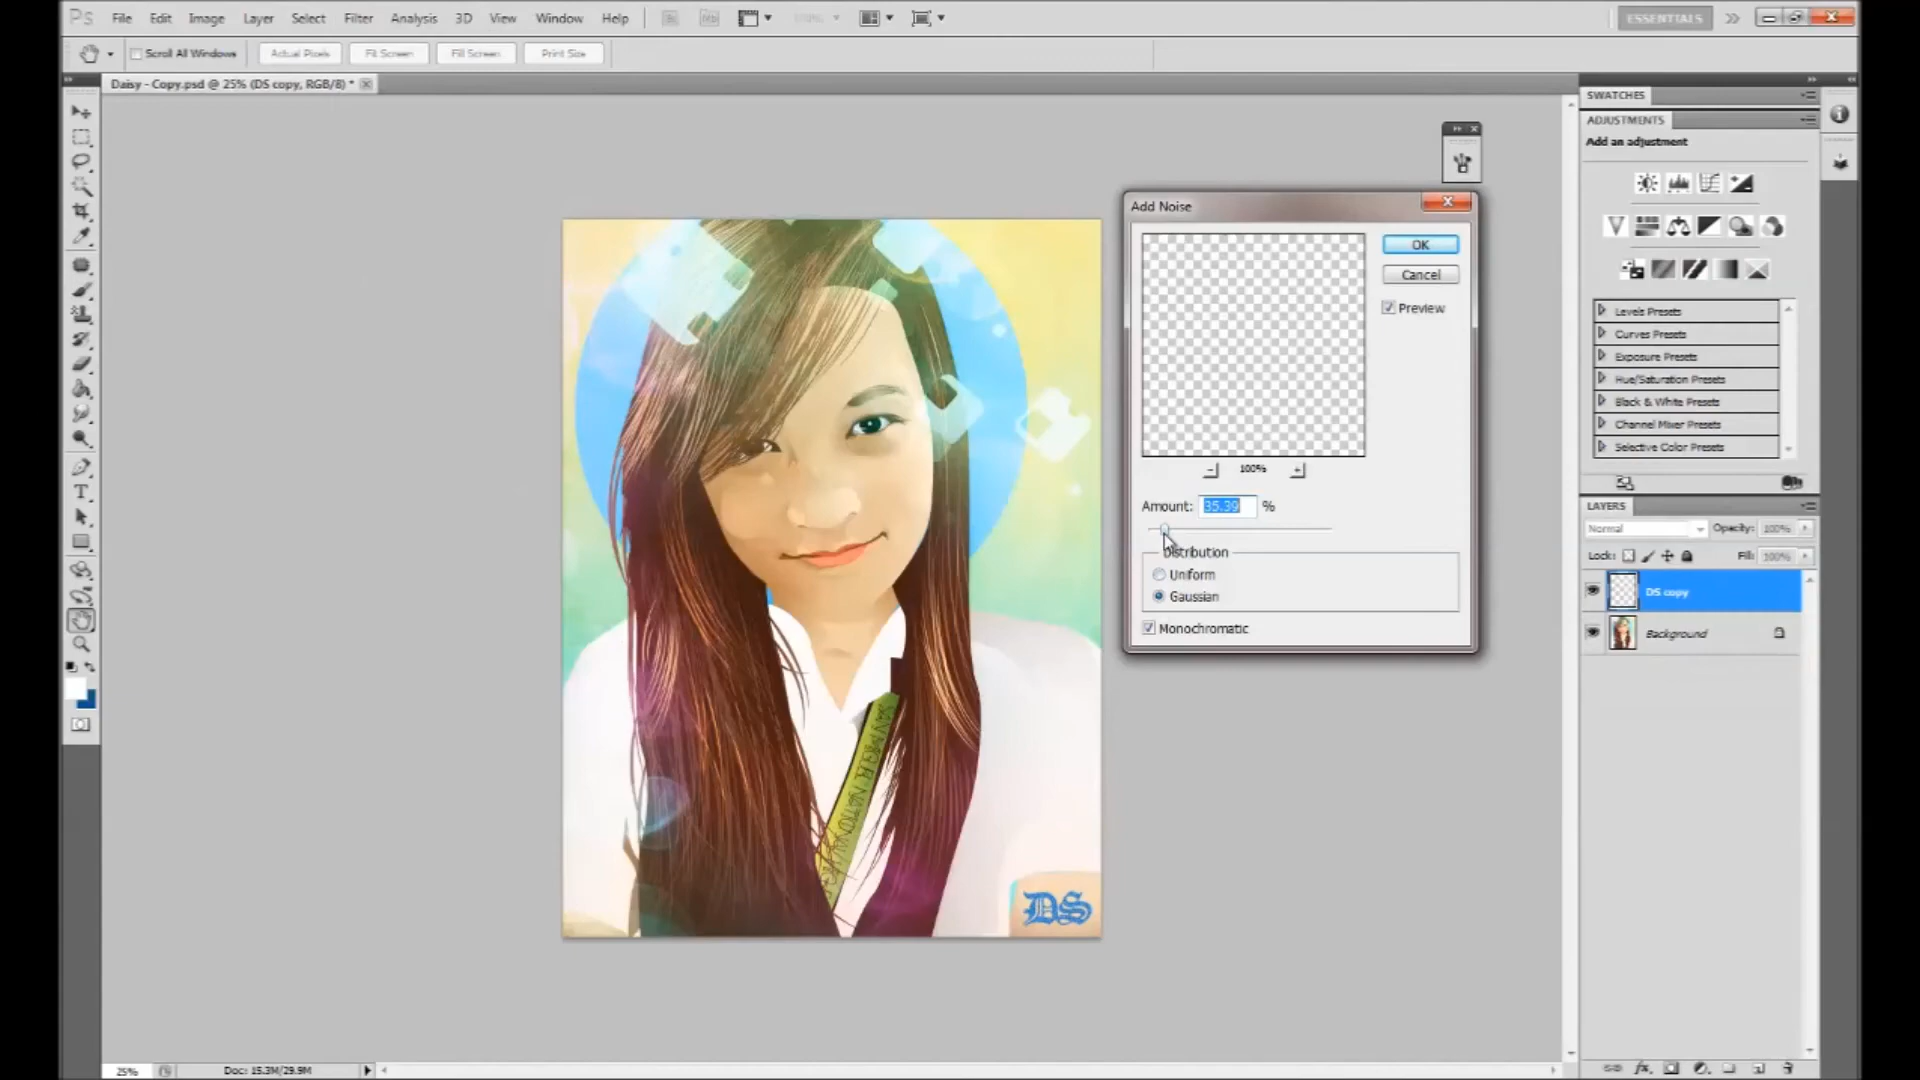 Ps File Edit Image Layer Select Filter Analysis 3D View Window Help Br Mb ESSENTIALS
Scroll All Windows Actual Pixels Fit Screen Fill Screen Print Size
Daisy - Copy.psd @ 25% (DS copy, RGB/8) *
SWATCHES
ADJUSTMENTS
Add an adjustment
Levels Presets
Curves Presets
Exposure Presets
Hue/Saturation Presets
Black & White Presets
Channel Mixer Presets
Selective Color Presets
LAYERS
Normal Opacity: 100%
Lock: Fill: 100%
DS copy
Background
Add Noise
OK
Cancel
Preview
100%
Amount: 35.39 %
Distribution
Uniform
Gaussian
Monochromatic
DS
25% Doc: 15.3M/29.9M